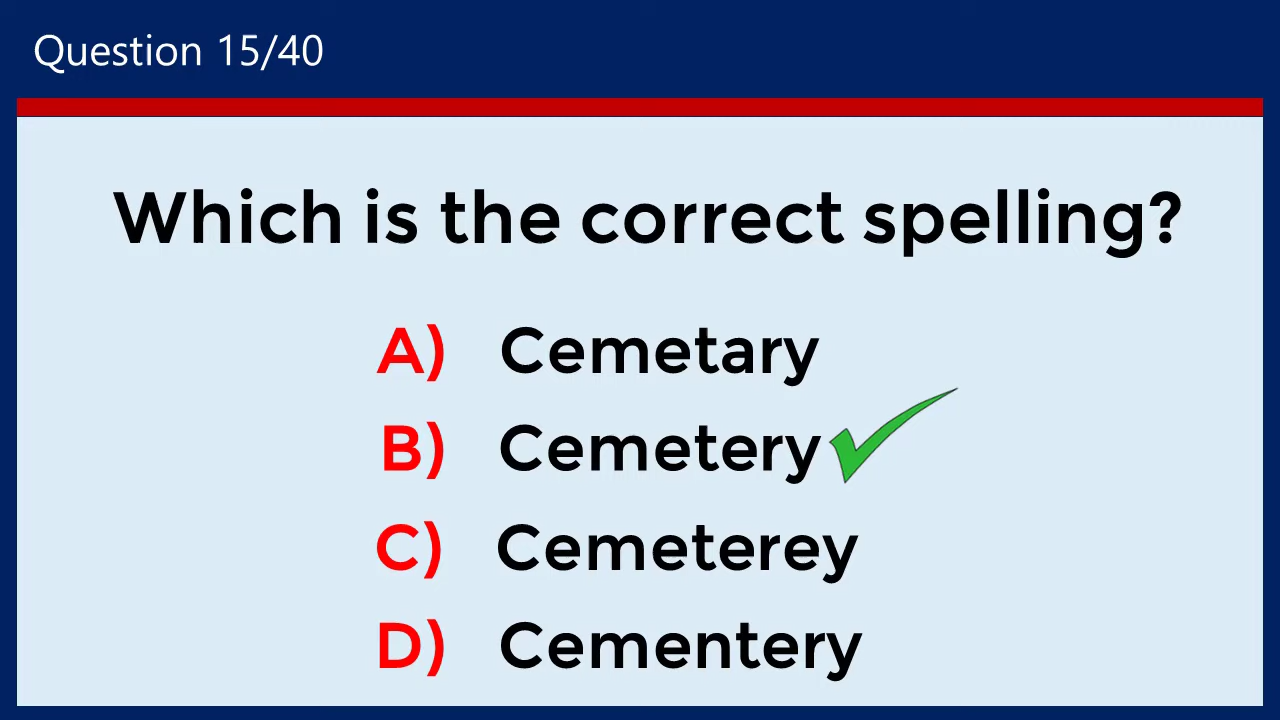 Question 15/40
Which is the correct spelling?
A) Cemetary
B) Cemetery
C) Cemeterey
D) Cementery